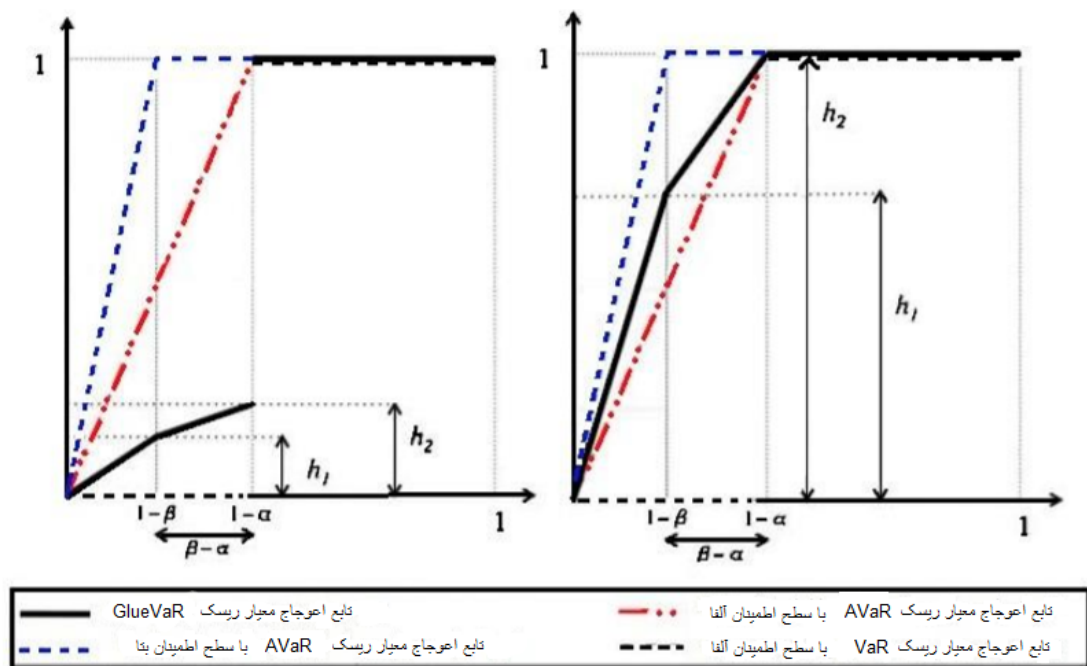 1
h₂
h₁
1-β
1-α
1
β-α
1
h₂
h₁
1-β
1-α
1
β-α
تابع اعوجاج معیار ریسک GlueVaR
تابع اعوجاج معیار ریسک AVaR با سطح اطمینان آلفا
تابع اعوجاج معیار ریسک AVaR با سطح اطمینان بتا
تابع اعوجاج معیار ریسک VaR با سطح اطمینان آلفا